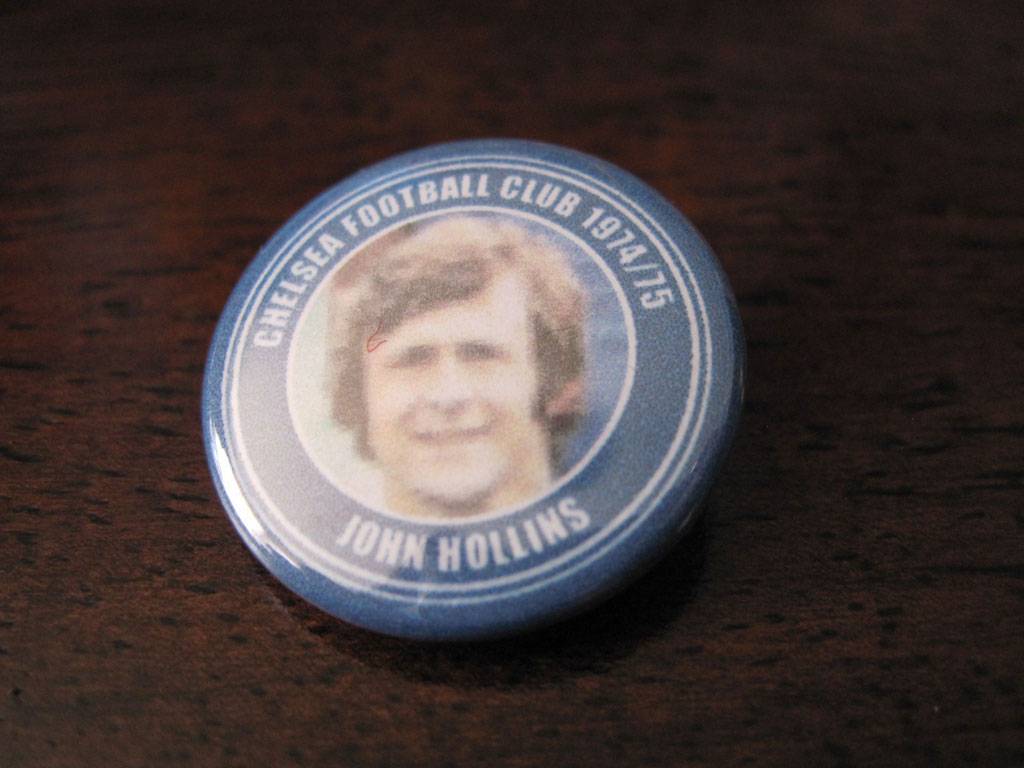 CHELSEA FOOTBALL CLUB 1974/75
JOHN HOLLINS